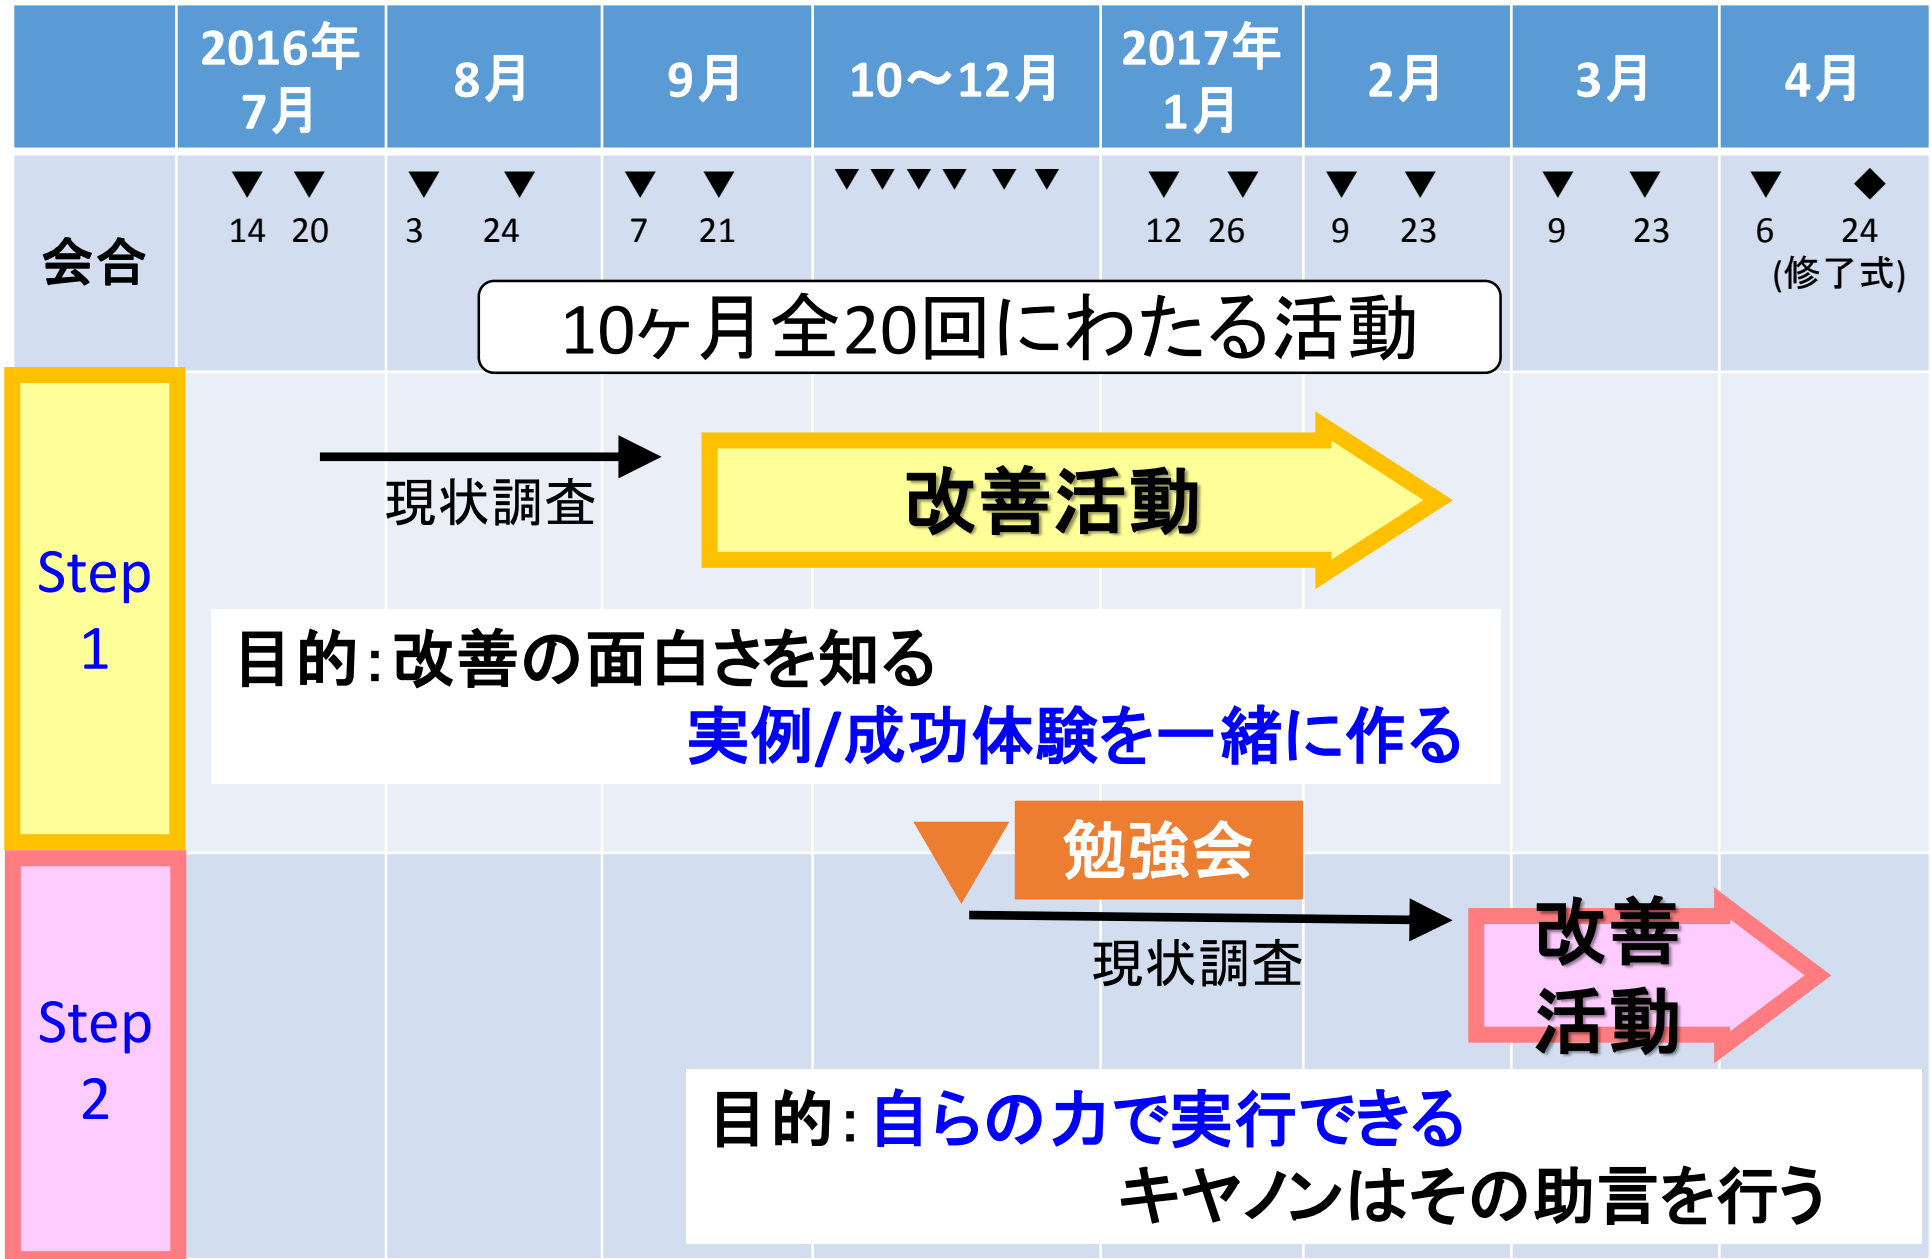 2016年
7月
8月
9月
10～12月
2017年
1月
2月
3月
4月
会合
14 20 3 24 7 21 12 26 9 23 9 23 6 24
(修了式)
10ヶ月全20回にわたる活動
Step
1
現状調査
改善活動
目的:改善の面白さを知る
実例/成功体験を一緒に作る
勉強会
Step
2
現状調査
改善
活動
目的:自らの力で実行できる
キヤノンはその助言を行う